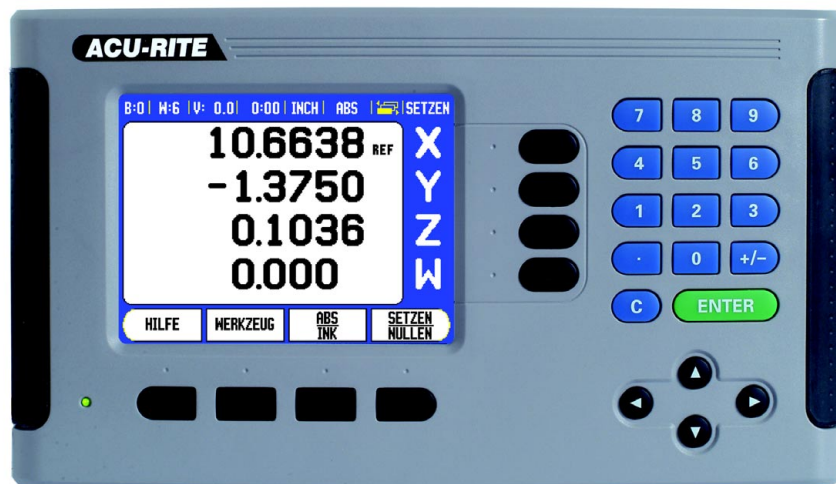 ACU-RITE
B:0 | W:6 | V: 0.0 | 0:00 | INCH | ABS | SETZEN
10.6638 REF X
-1.3750 Y
0.1036 Z
0.000 W
HILFE WERKZEUG ABS INK SETZEN NULLEN
7 8 9
4 5 6
1 2 3
. 0 +/-
C ENTER